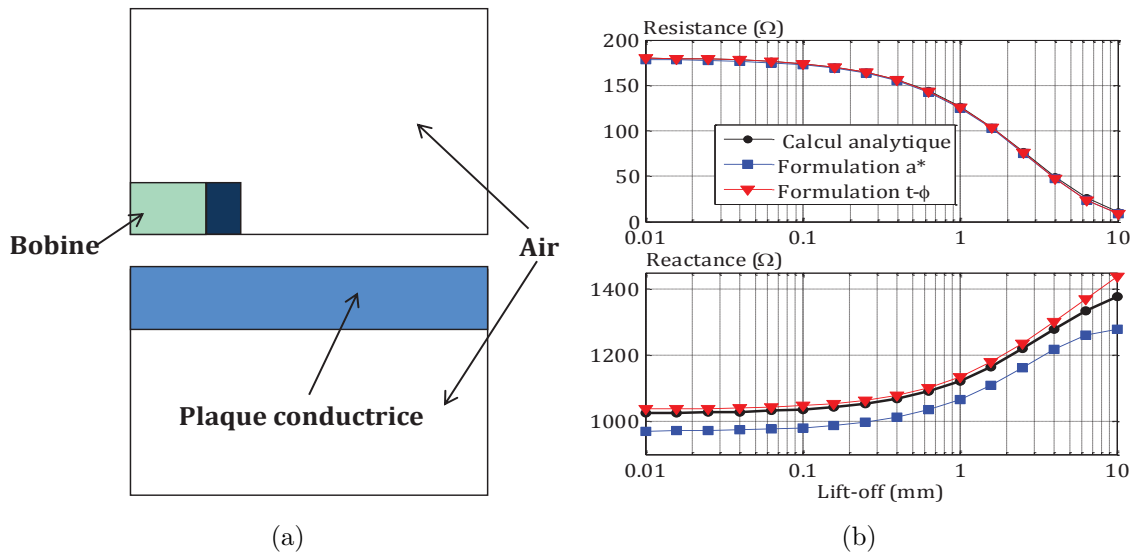 Bobine
Air
Plaque conductrice
(a)
Resistance (Ω)
200
150
100
50
0
0.01
0.1
1
10
Calcul analytique
Formulation a*
Formulation t-ϕ
Reactance (Ω)
1400
1200
1000
0.01
0.1
1
10
Lift-off (mm)
(b)